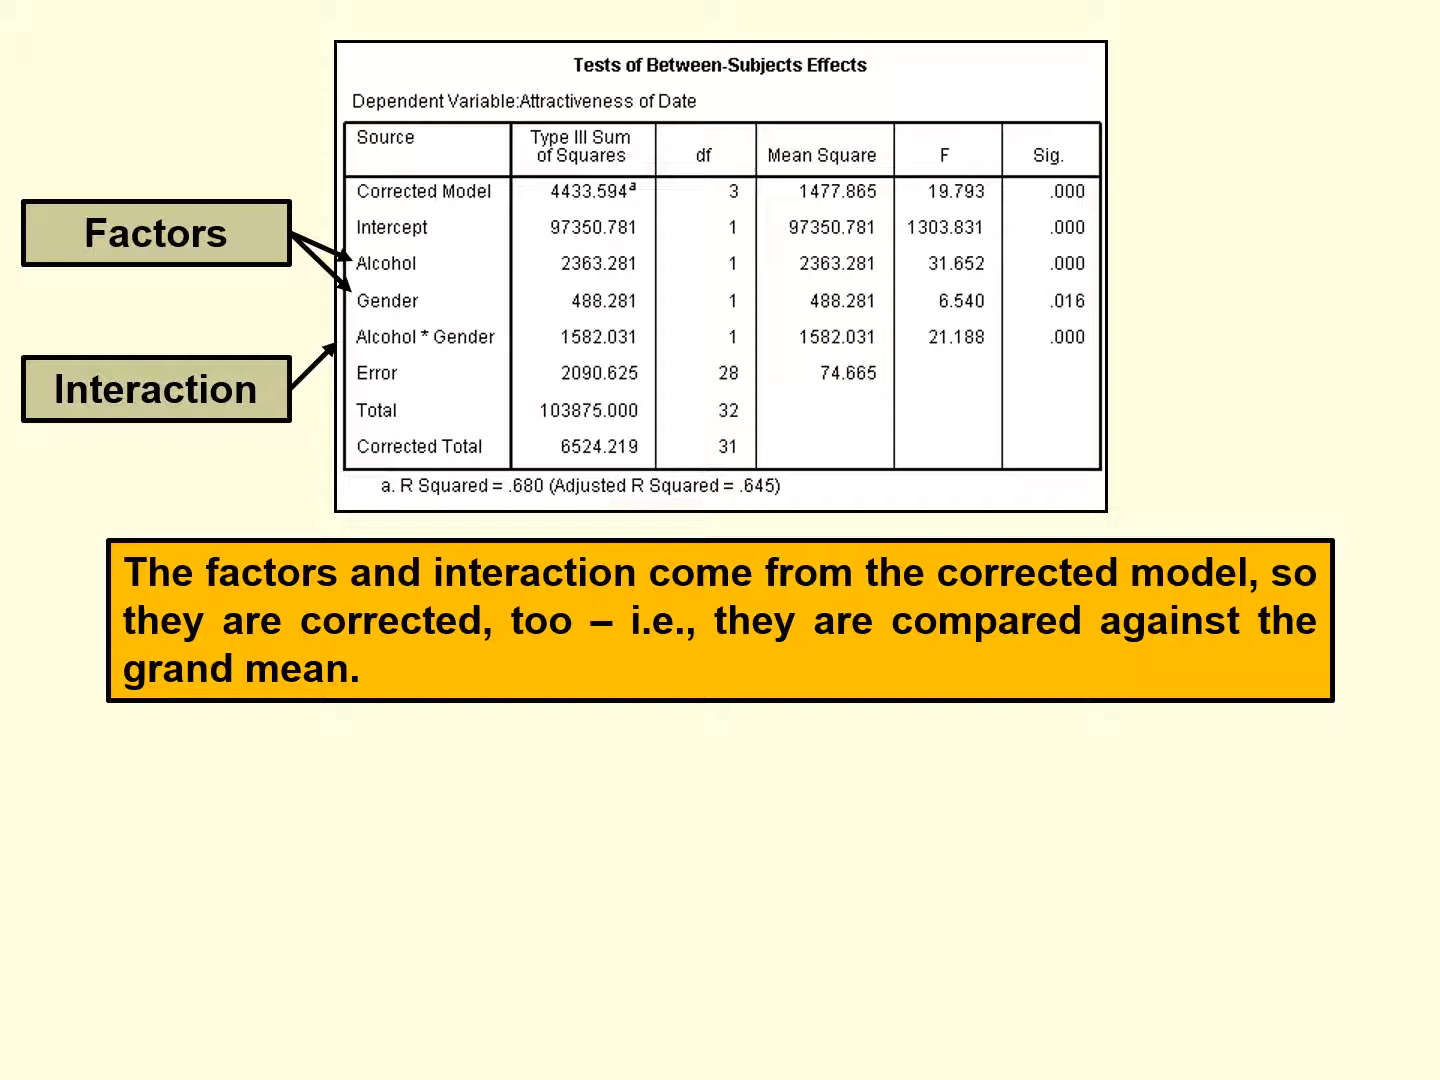 Tests of Between-Subjects Effects
Dependent Variable:Attractiveness of Date
Source Type III Sum of Squares df Mean Square F Sig.
Corrected Model 4433.594a 3 1477.865 19.793 .000
Intercept 97350.781 1 97350.781 1303.831 .000
Alcohol 2363.281 1 2363.281 31.652 .000
Gender 488.281 1 488.281 6.540 .016
Alcohol * Gender 1582.031 1 1582.031 21.188 .000
Error 2090.625 28 74.665
Total 103875.000 32
Corrected Total 6524.219 31
a. R Squared = .680 (Adjusted R Squared = .645)
Factors
Interaction
The factors and interaction come from the corrected model, so
they are corrected, too – i.e., they are compared against the
grand mean.